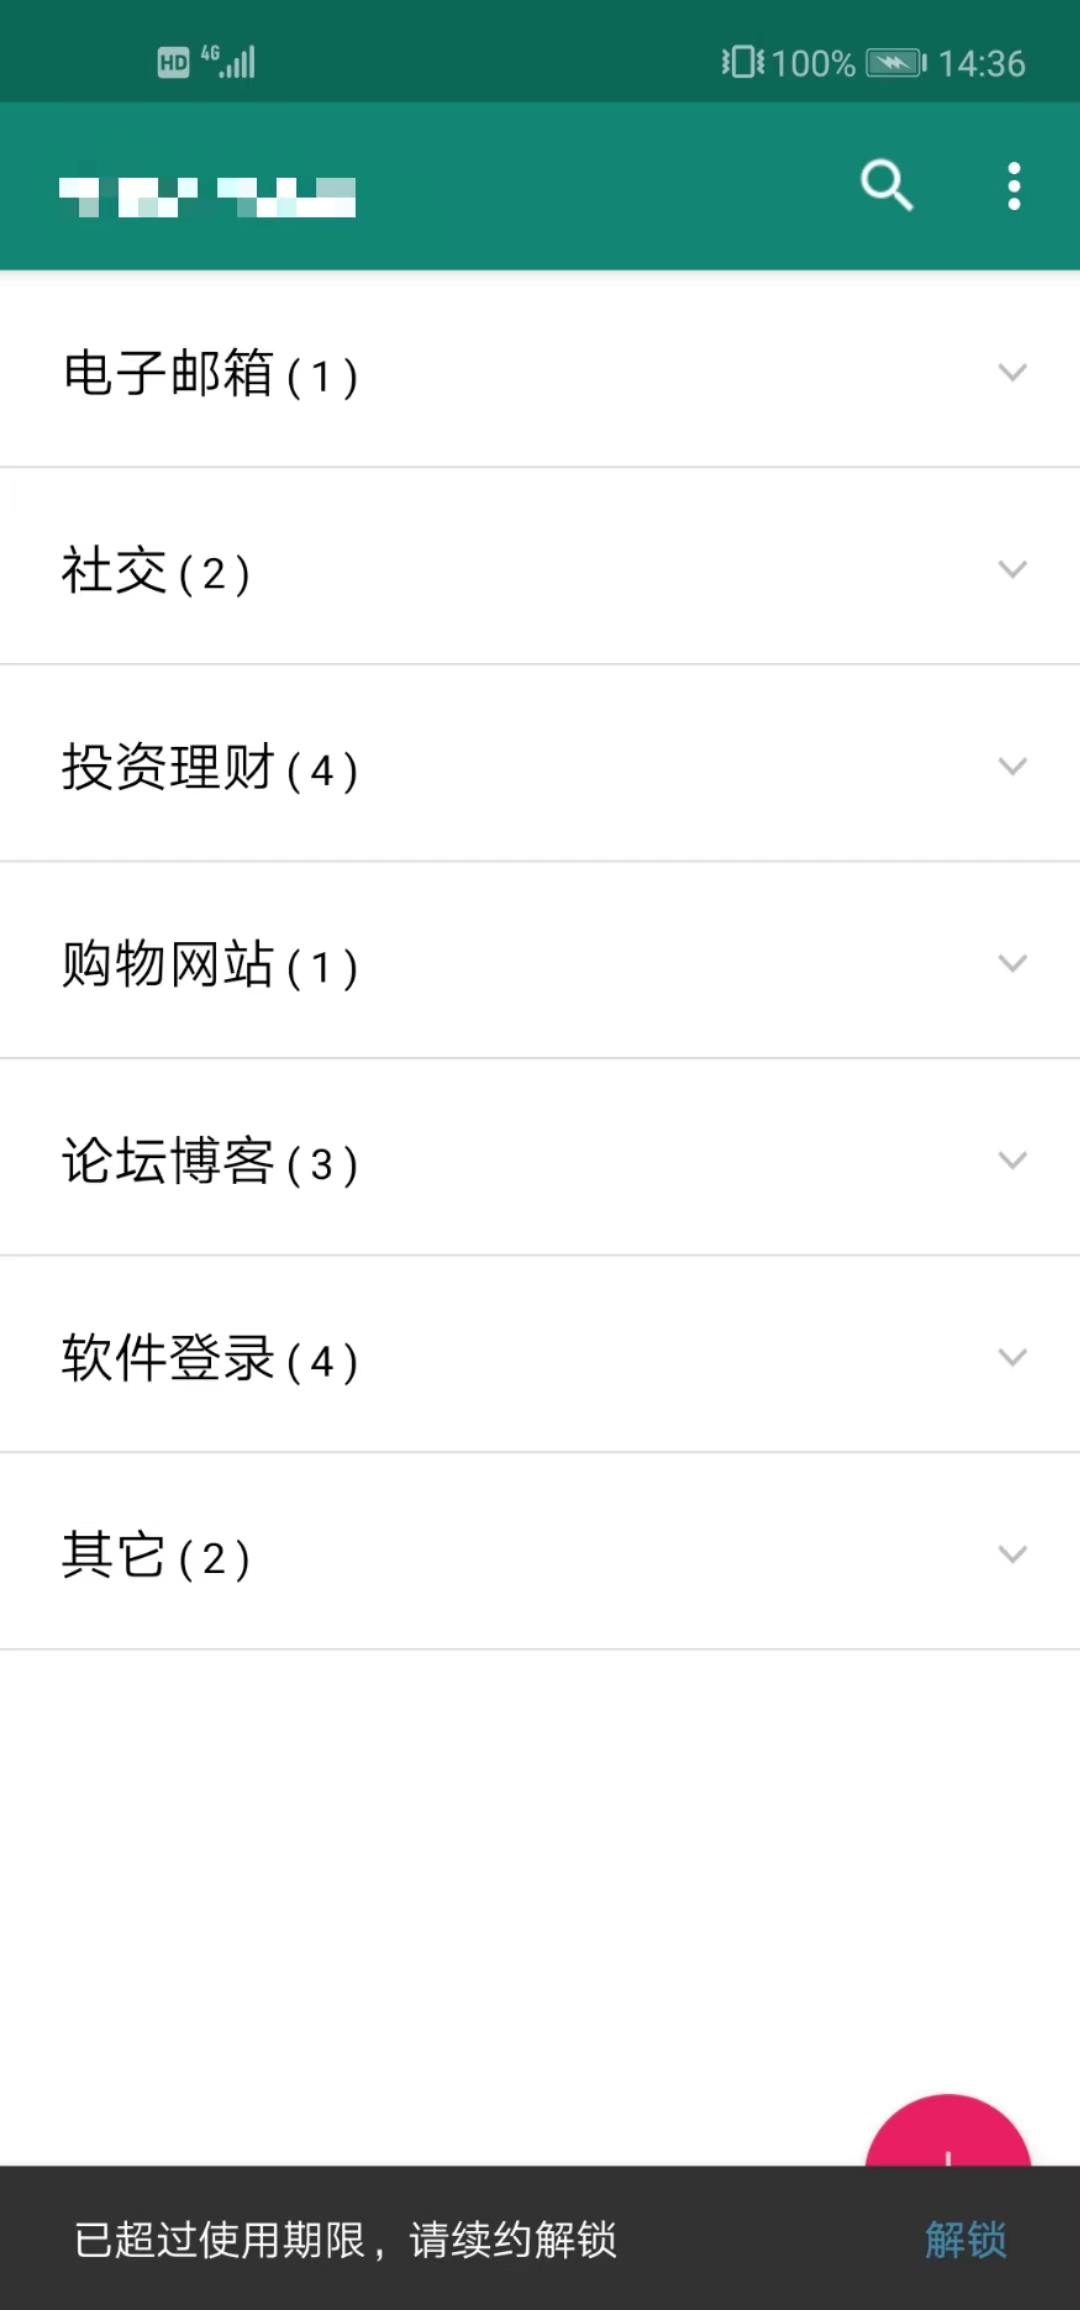 HD 4G 100% 14:36
电子邮箱(1)
社交(2)
投资理财(4)
购物网站(1)
论坛博客(3)
软件登录(4)
其它(2)
已超过使用期限，请续约解锁 解锁